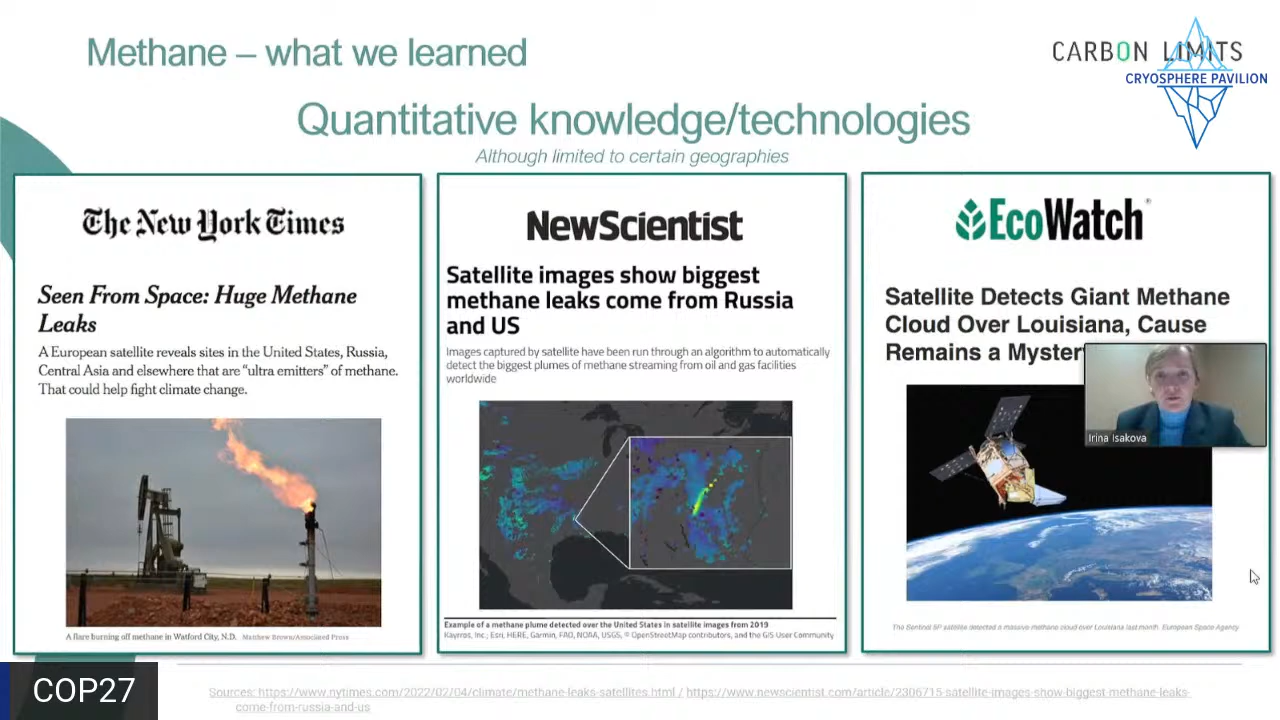 Methane – what we learned
CARBON LIMITS
CRYOSPHERE PAVILION
Quantitative knowledge/technologies
Although limited to certain geographies
The New York Times
Seen From Space: Huge Methane
Leaks
A European satellite reveals sites in the United States, Russia,
Central Asia and elsewhere that are “ultra emitters” of methane.
That could help fight climate change.
A flare burning off methane in Watford City, N.D. Matthew Brown/Associated Press
NewScientist
Satellite images show biggest
methane leaks come from Russia
and US
Images captured by satellite have been run through an algorithm to automatically
detect the biggest plumes of methane streaming from oil and gas facilities
worldwide
Example of a methane plume detected over the United States in satellite images from 2019
Kayrros, Inc.; Esri, HERE, Garmin, FAO, NOAA, USGS, © OpenStreetMap contributors, and the GIS User Community
EcoWatch®
Satellite Detects Giant Methane
Cloud Over Louisiana, Cause
Remains a Myster
Irina Isakova
The Sentinel 5P satellite detected a massive methane cloud over Louisiana last month. European Space Agency
COP27
Sources: https://www.nytimes.com/2022/02/04/climate/methane-leaks-satellites.html / https://www.newscientist.com/article/2306715-satellite-images-show-biggest-methane-leaks-
come-from-russia-and-us